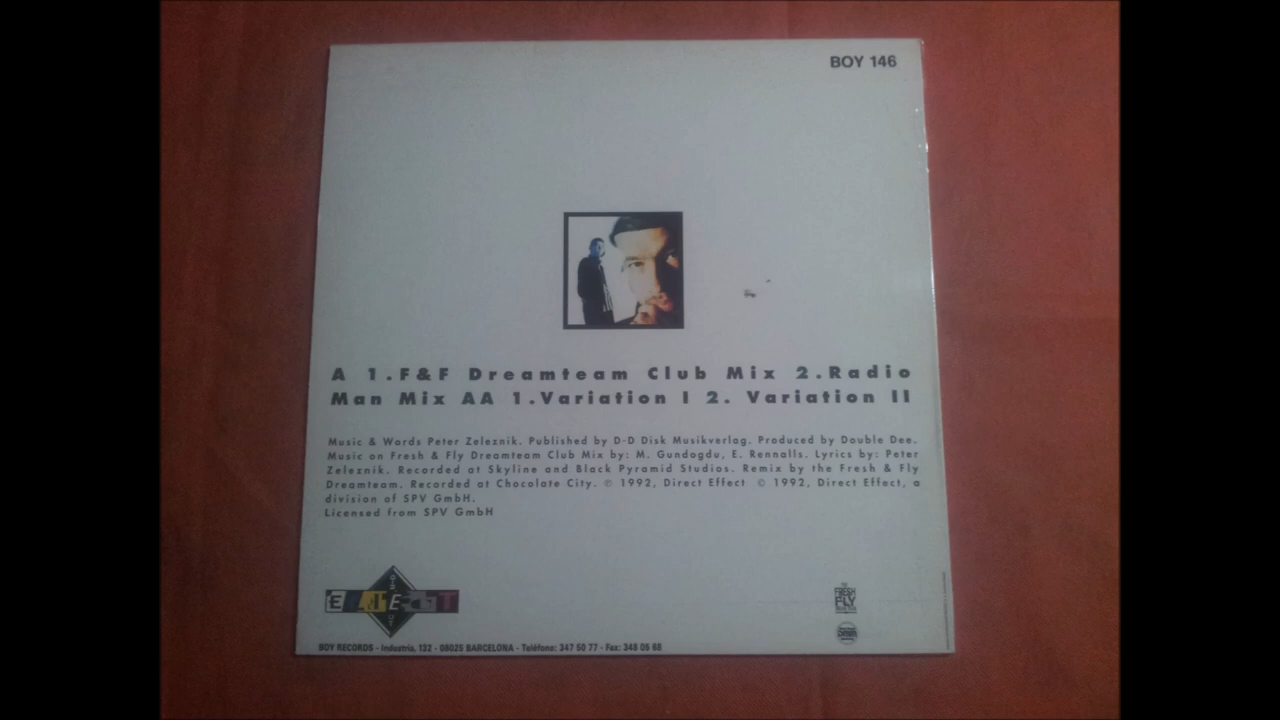 BOY 146
A 1.F&F Dreamteam Club Mix 2.Radio
Man Mix AA 1.Variation I 2. Variation II
Music & Words Peter Zeleznik. Published by D-D Disk Musikverlag. Produced by Double Dee.
Music on Fresh & Fly Dreamteam Club Mix by: M. Gundogdu, E. Rennalls. Lyrics by: Peter
Zeleznik. Recorded at Skyline and Black Pyramid Studios. Remix by the Fresh & Fly
Dreamteam. Recorded at Chocolate City. ℗ 1992, Direct Effect © 1992, Direct Effect, a
division of SPV GmbH.
Licensed from SPV GmbH
THE
FRESH
FLY
BOY RECORDS - Industria, 132 - 08025 BARCELONA - Teléfono: 347 50 77 - Fax: 348 05 68